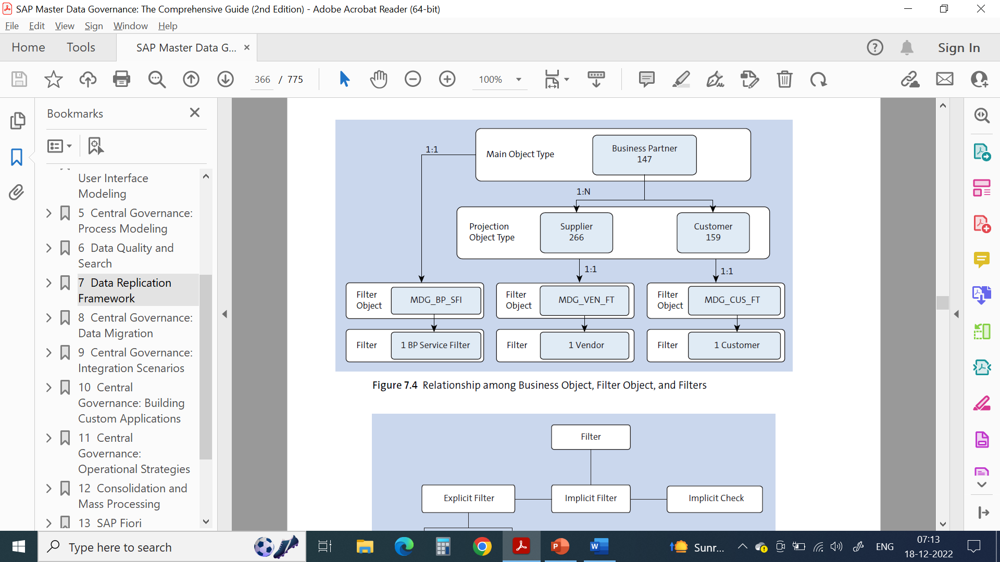 SAP Master Data Governance: The Comprehensive Guide (2nd Edition) - Adobe Acrobat Reader (64-bit)
File Edit View Sign Window Help
Home Tools SAP Master Data G... × Sign In
366 / 775 100%
Bookmarks
User Interface
Modeling
5 Central Governance:
Process Modeling
6 Data Quality and
Search
7 Data Replication
Framework
8 Central Governance:
Data Migration
9 Central Governance:
Integration Scenarios
10 Central
Governance: Building
Custom Applications
11 Central
Governance:
Operational Strategies
12 Consolidation and
Mass Processing
13 SAP Fiori
1:1
Main Object Type
Business Partner
147
1:N
Projection
Object Type
Supplier
266
Customer
159
1:1
1:1
Filter
Object
MDG_BP_SFI
Filter
Object
MDG_VEN_FT
Filter
Object
MDG_CUS_FT
Filter
1 BP Service Filter
Filter
1 Vendor
Filter
1 Customer
Figure 7.4 Relationship among Business Object, Filter Object, and Filters
Filter
Explicit Filter
Implicit Filter
Implicit Check
Type here to search
Sunr...
ENG
07:13
18-12-2022